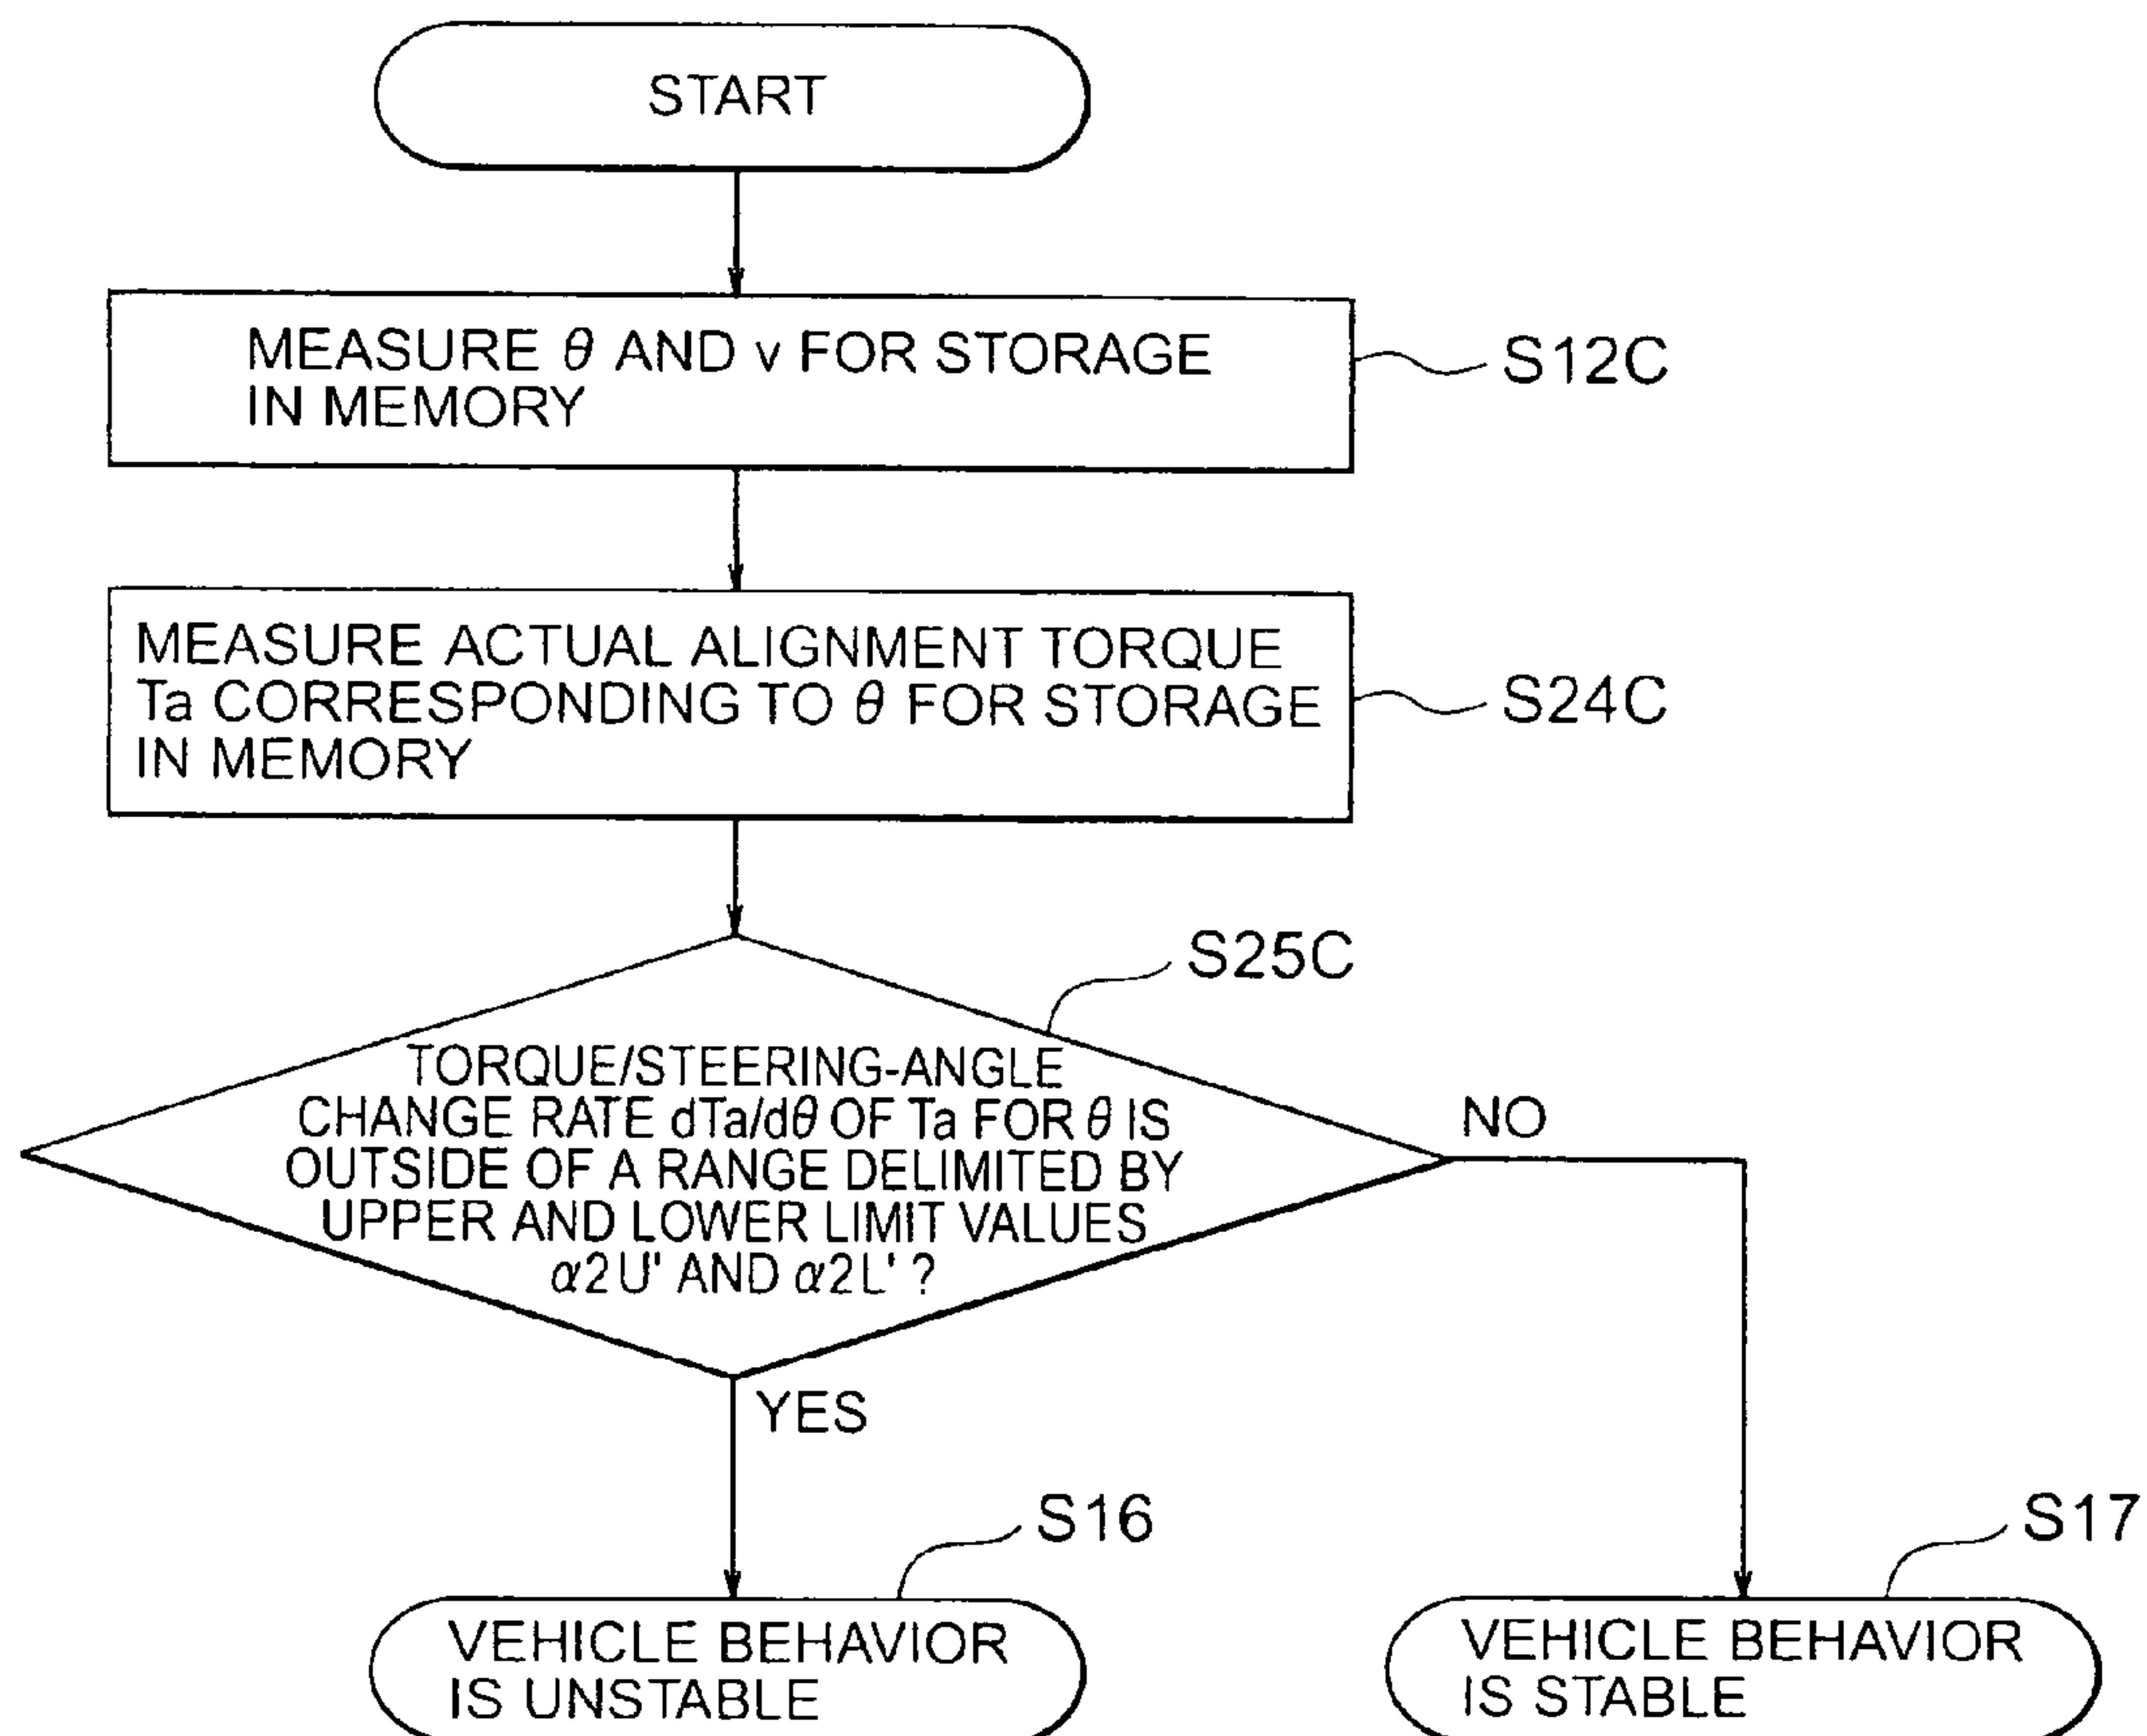 START
MEASURE θ AND v FOR STORAGE
IN MEMORY
S12C
MEASURE ACTUAL ALIGNMENT TORQUE
Ta CORRESPONDING TO θ FOR STORAGE
IN MEMORY
S24C
S25C
TORQUE/STEERING-ANGLE
CHANGE RATE dTa/dθ OF Ta FOR θ IS
OUTSIDE OF A RANGE DELIMITED BY
UPPER AND LOWER LIMIT VALUES
α2U' AND α2L' ?
NO
YES
S16
VEHICLE BEHAVIOR
IS UNSTABLE
S17
VEHICLE BEHAVIOR
IS STABLE